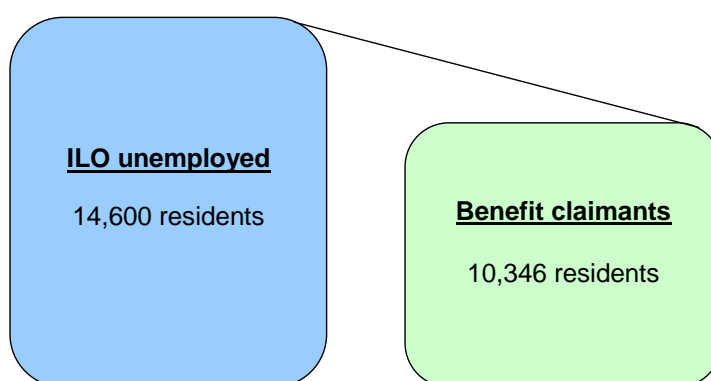 ILO unemployed
14,600 residents
Benefit claimants
10,346 residents